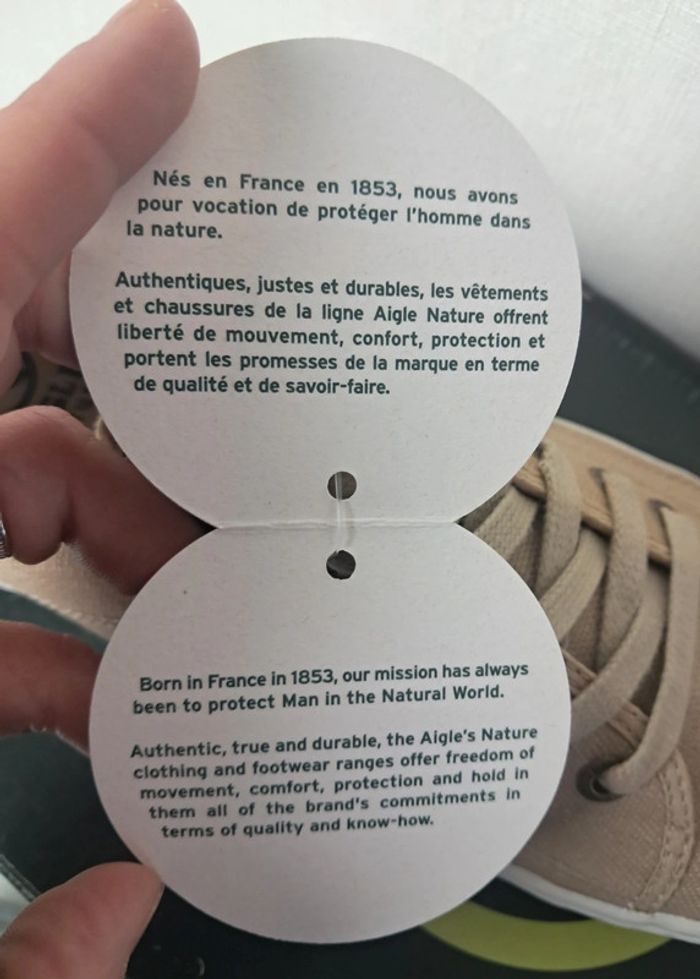 Nés en France en 1853, nous avons
pour vocation de protéger l'homme dans
la nature.
Authentiques, justes et durables, les vêtements
et chaussures de la ligne Aigle Nature offrent
liberté de mouvement, confort, protection et
portent les promesses de la marque en terme
de qualité et de savoir-faire.
Born in France in 1853, our mission has always
been to protect Man in the Natural World.
Authentic, true and durable, the Aigle's Nature
clothing and footwear ranges offer freedom of
movement, comfort, protection and hold in
them all of the brand's commitments in
terms of quality and know-how.